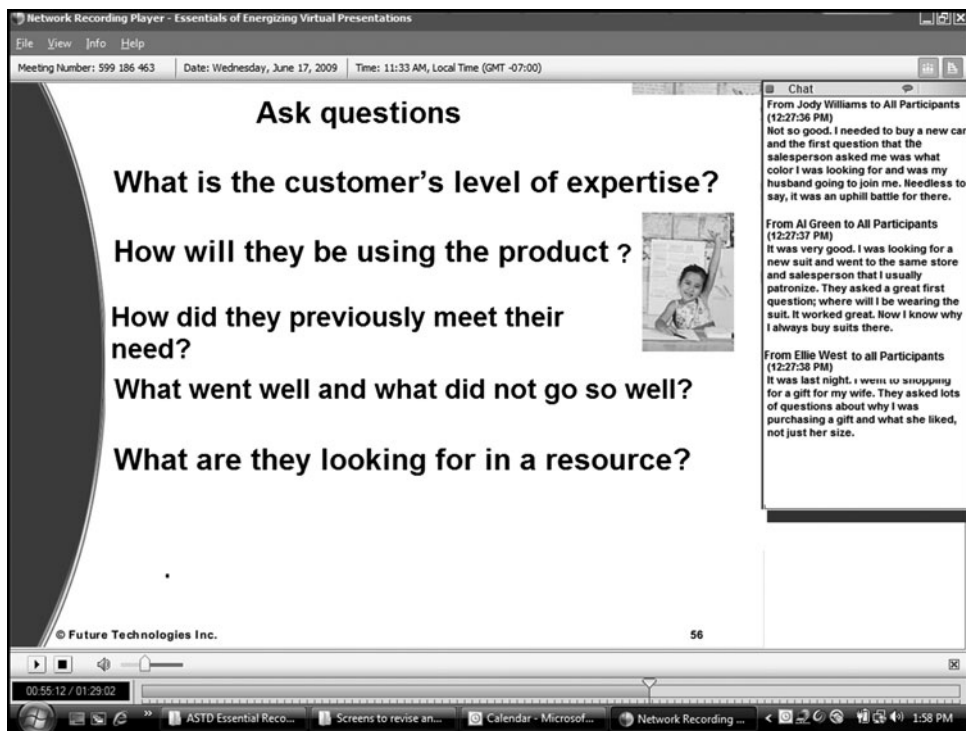 Network Recording Player - Essentials of Energizing Virtual Presentations
File View Info Help
Meeting Number: 599 186 463 Date: Wednesday, June 17, 2009 Time: 11:33 AM, Local Time (GMT -07:00)
Ask questions
What is the customer's level of expertise?
How will they be using the product ?
How did they previously meet their
need?
What went well and what did not go so well?
What are they looking for in a resource?
© Future Technologies Inc. 56
Chat
From Jody Williams to All Participants
(12:27:36 PM)
Not so good. I needed to buy a new car
and the first question that the
salesperson asked me was what
color I was looking for and was my
husband going to join me. Needless to
say, it was an uphill battle for there.
From Al Green to All Participants
(12:27:37 PM)
It was very good. I was looking for a
new suit and went to the same store
and salesperson that I usually
patronize. They asked a great first
question; where will I be wearing the
suit. It worked great. Now I know why
I always buy suits there.
From Ellie West to all Participants
(12:27:38 PM)
It was last night. I went to shopping
for a gift for my wife. They asked lots
of questions about why I was
purchasing a gift and what she liked,
not just her size.
00:55:12 / 01:29:02
ASTD Essential Reco... Screens to revise an... Calendar - Microsof... Network Recording ... 1:58 PM